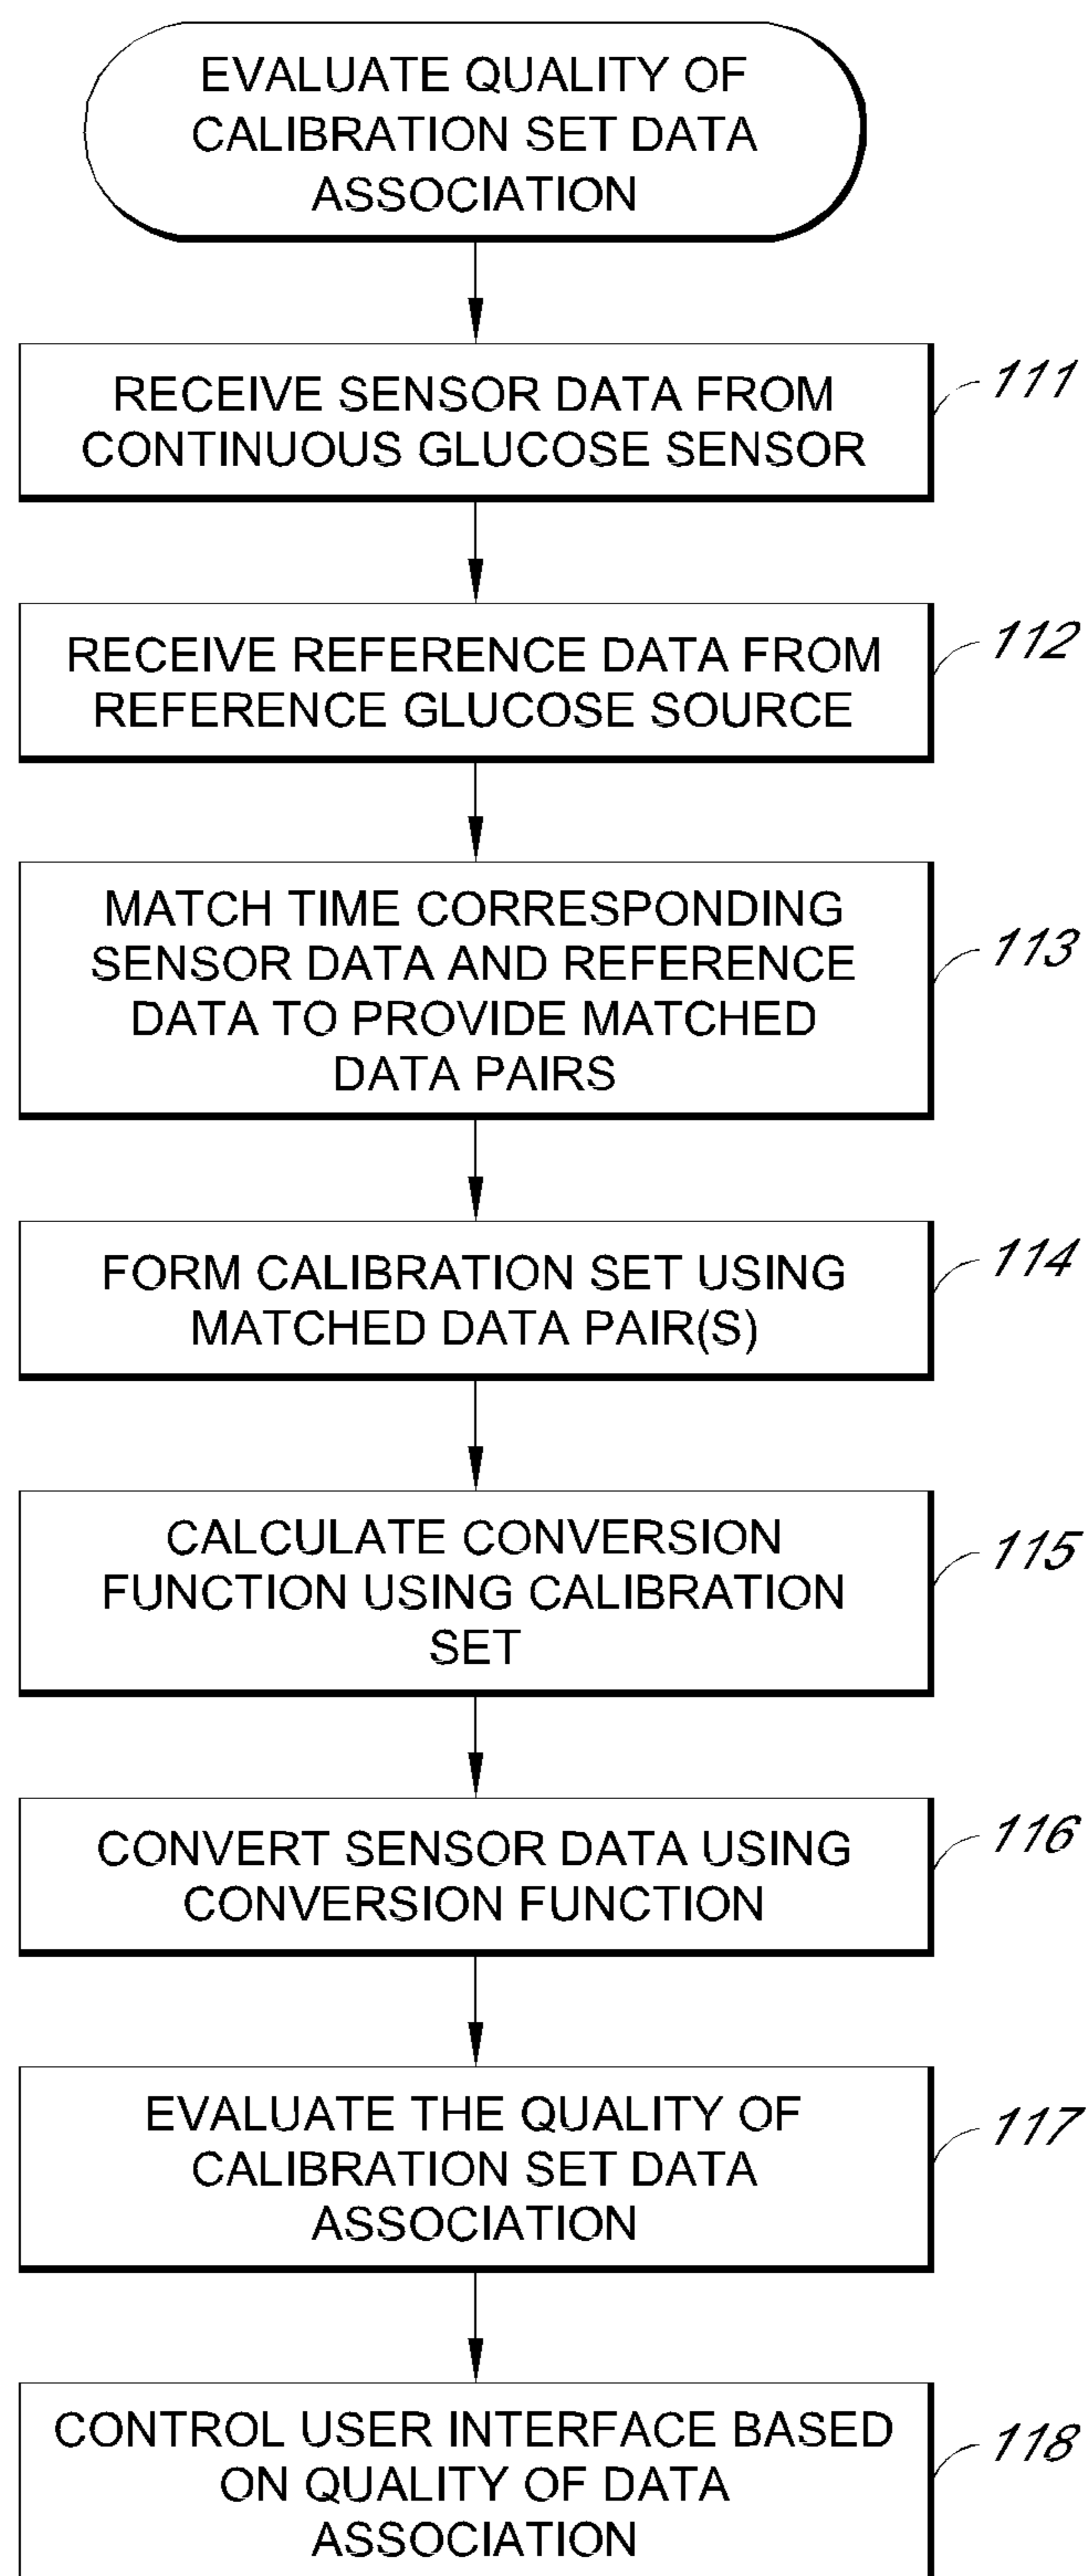 EVALUATE QUALITY OF
CALIBRATION SET DATA
ASSOCIATION
RECEIVE SENSOR DATA FROM
CONTINUOUS GLUCOSE SENSOR
111
RECEIVE REFERENCE DATA FROM
REFERENCE GLUCOSE SOURCE
112
MATCH TIME CORRESPONDING
SENSOR DATA AND REFERENCE
DATA TO PROVIDE MATCHED
DATA PAIRS
113
FORM CALIBRATION SET USING
MATCHED DATA PAIR(S)
114
CALCULATE CONVERSION
FUNCTION USING CALIBRATION
SET
115
CONVERT SENSOR DATA USING
CONVERSION FUNCTION
116
EVALUATE THE QUALITY OF
CALIBRATION SET DATA
ASSOCIATION
117
CONTROL USER INTERFACE BASED
ON QUALITY OF DATA
ASSOCIATION
118